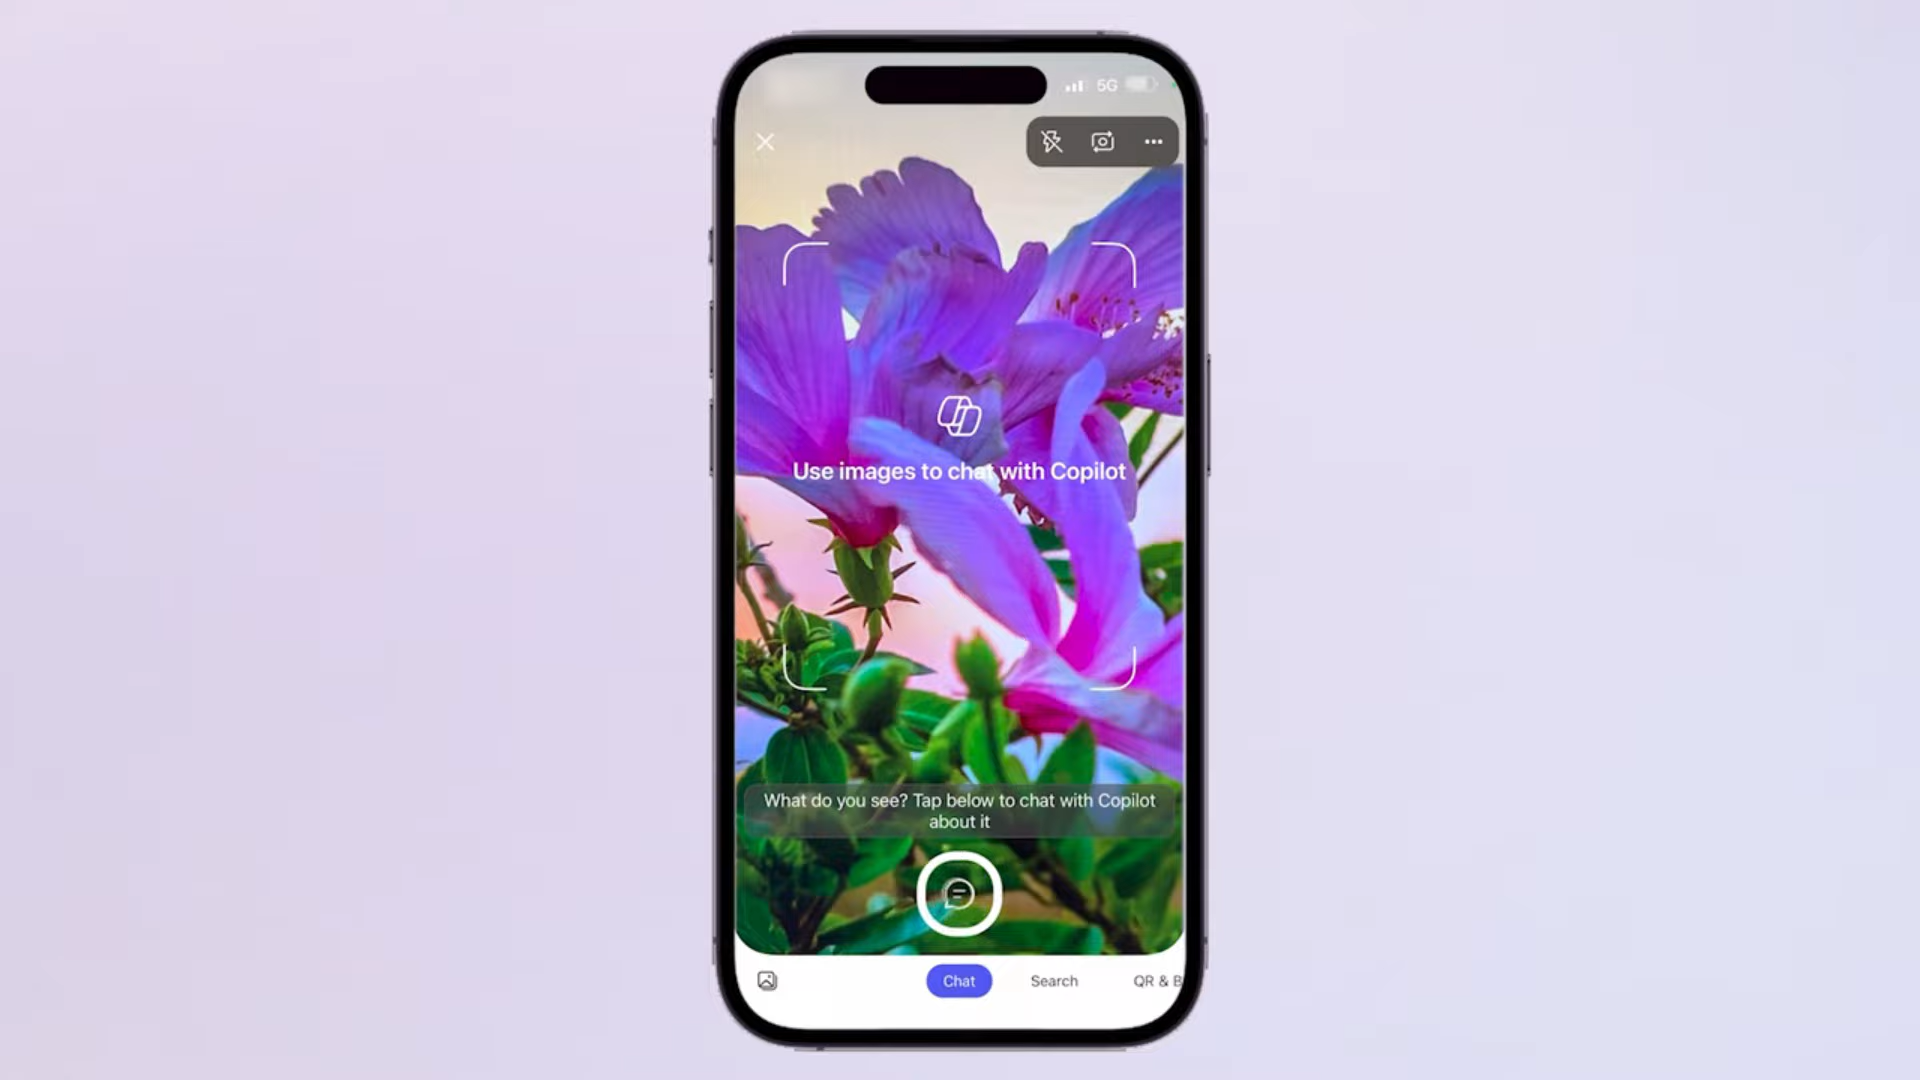 5G
Use images to chat with Copilot
What do you see? Tap below to chat with Copilot
about it
Chat
Search
QR & B